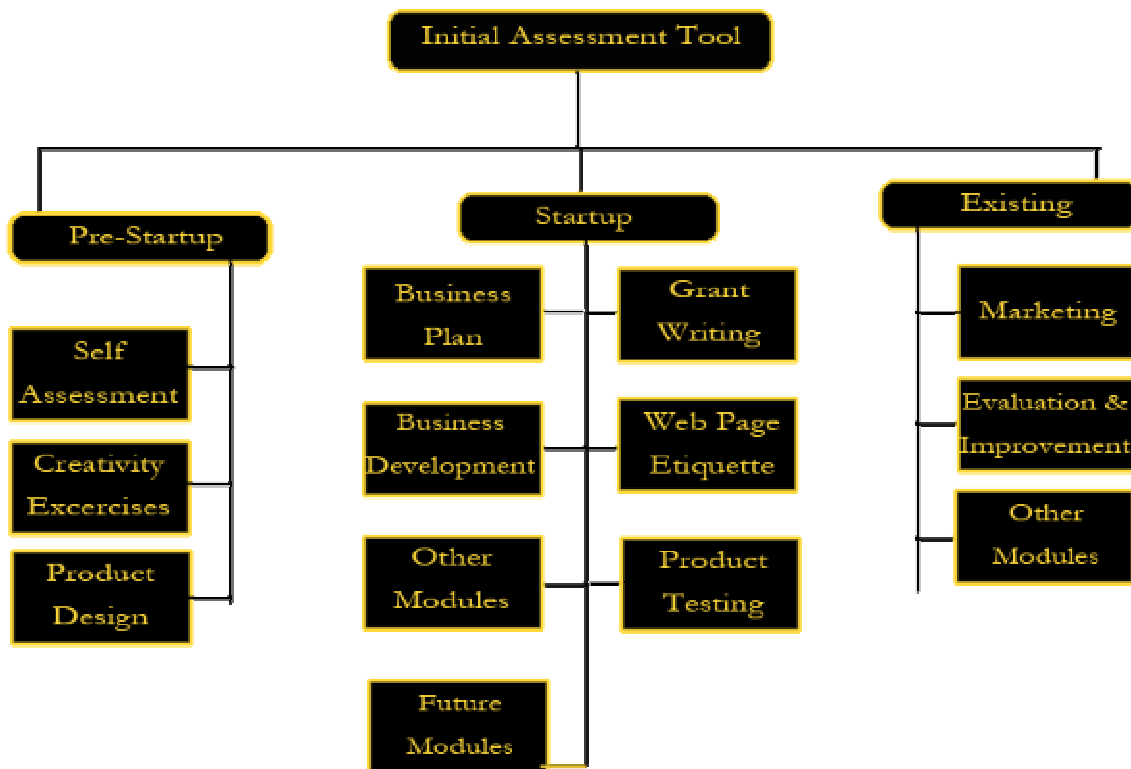 Initial Assessment Tool
Pre-Startup
Self
Assessment
Creativity
Excercises
Product
Design
Startup
Business
Plan
Grant
Writing
Business
Development
Web Page
Etiquette
Other
Modules
Product
Testing
Future
Modules
Existing
Marketing
Evaluation &
Improvement
Other
Modules